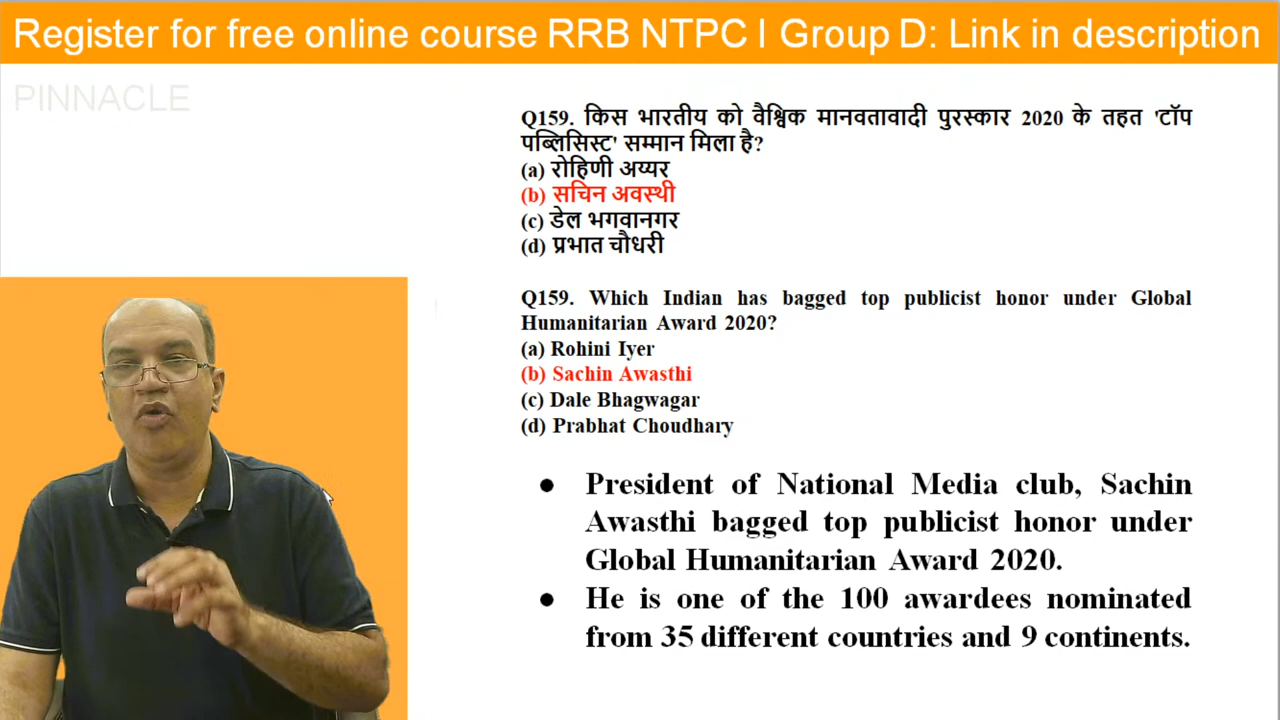 Register for free online course RRB NTPC I Group D: Link in description
PINNACLE
Q159. किस भारतीय को वैश्विक मानवतावादी पुरस्कार 2020 के तहत 'टॉप
पब्लिसिस्ट' सम्मान मिला है?
(a) रोहिणी अय्यर
(b) सचिन अवस्थी
(c) डेल भगवानगर
(d) प्रभात चौधरी
Q159. Which Indian has bagged top publicist honor under Global
Humanitarian Award 2020?
(a) Rohini Iyer
(b) Sachin Awasthi
(c) Dale Bhagwagar
(d) Prabhat Choudhary
● President of National Media club, Sachin
Awasthi bagged top publicist honor under
Global Humanitarian Award 2020.
● He is one of the 100 awardees nominated
from 35 different countries and 9 continents.